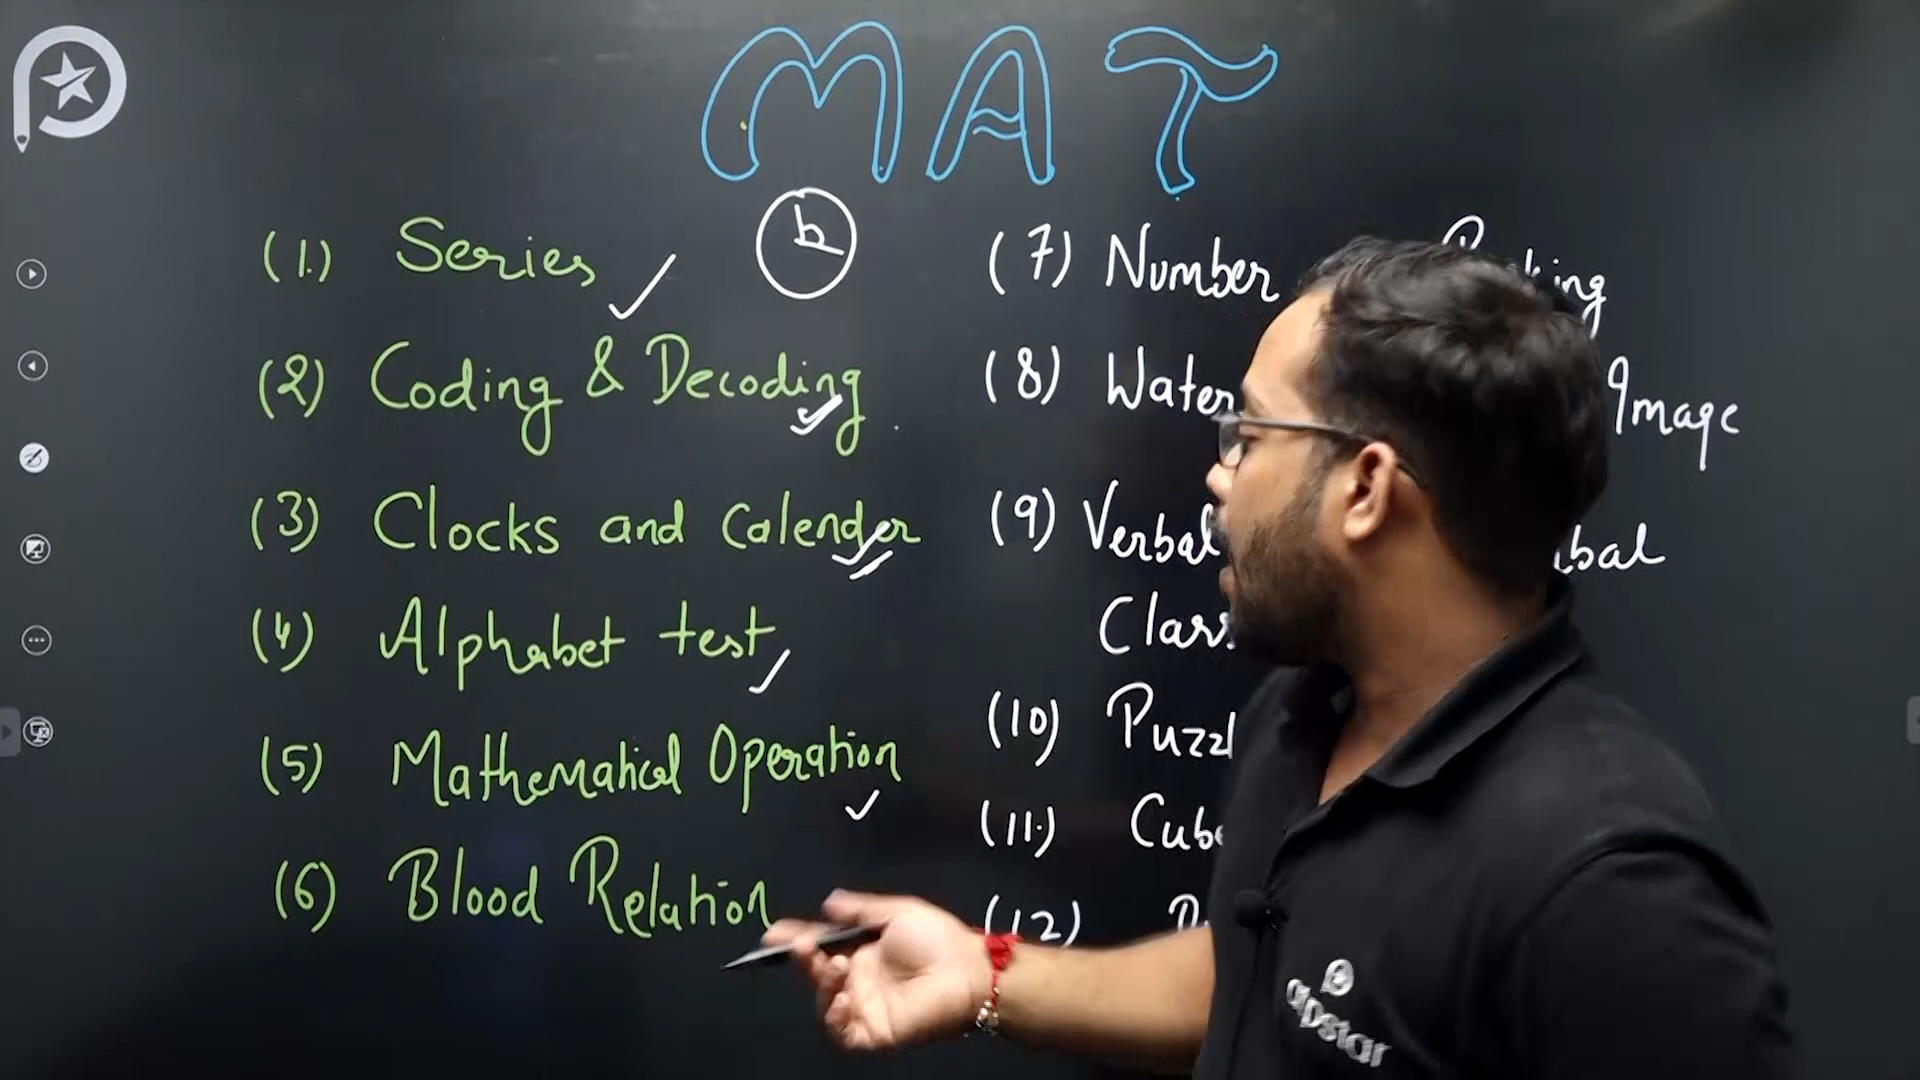 MAT
(1.) Series
(2) Coding & Decoding
(3) Clocks and Calender
(4) Alphabet test
(5) Mathematical Operation
(6) Blood Relation
(7) Number
(8) Water Image
(9) Verbal
(10)
(11.)
(12)
apstar